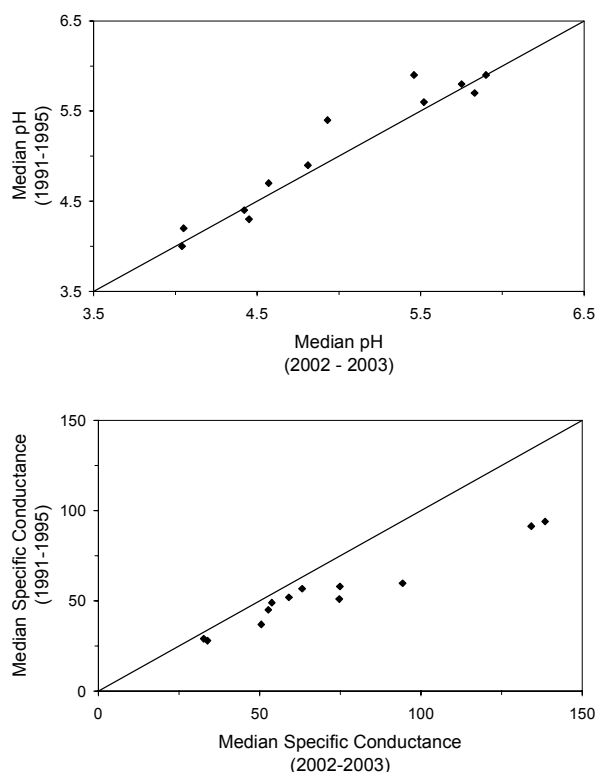 6.5
5.5
4.5
3.5
Median pH
(1991-1995)
3.5 4.5 5.5 6.5
Median pH
(2002 - 2003)
150
100
50
0
Median Specific Conductance
(1991-1995)
0 50 100 150
Median Specific Conductance
(2002-2003)